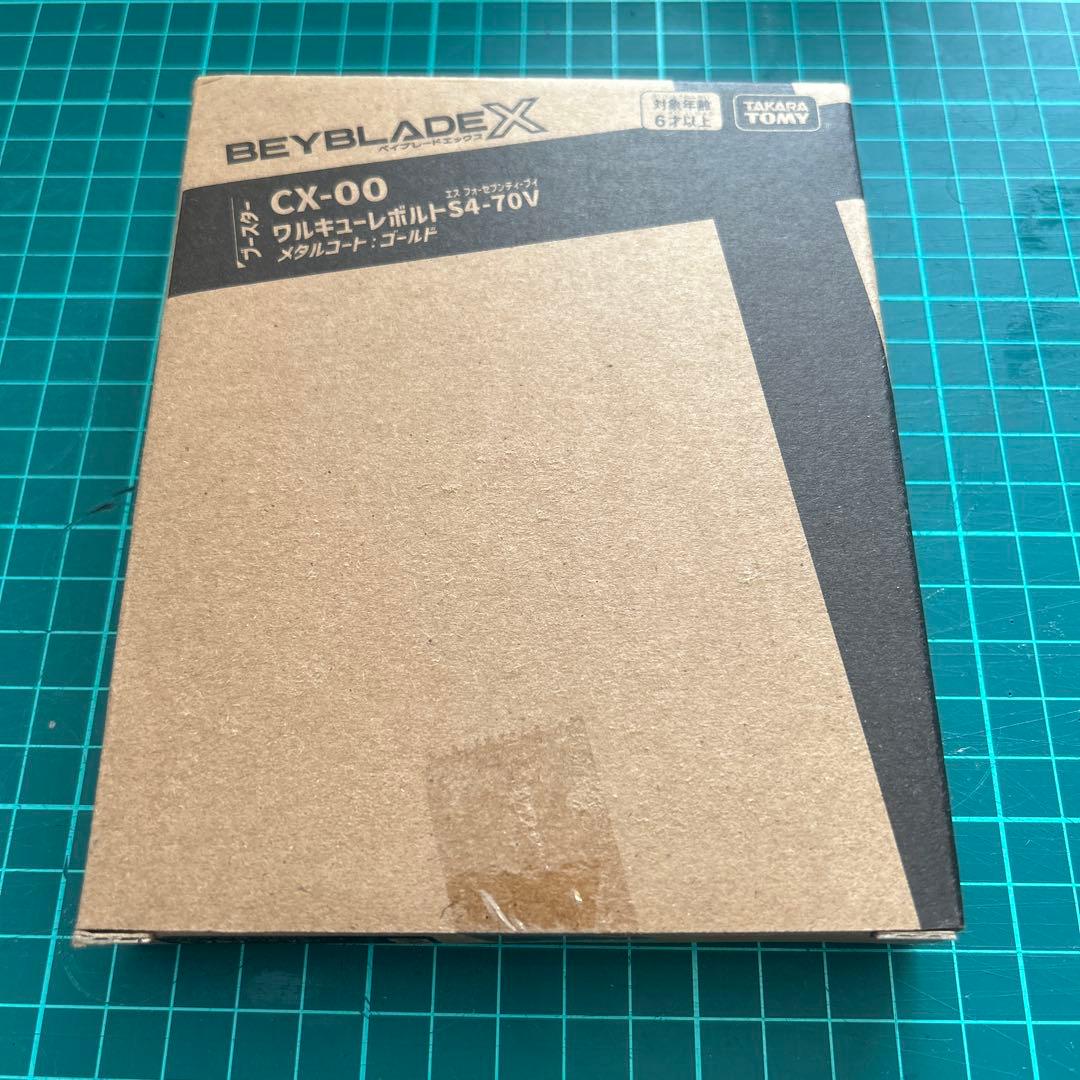 BEYBLADE X
ベイブレードエックス
対象年齢
6才以上
TAKARA
TOMY
ブースター
CX-00
エス フォーセブンティーブイ
ワルキューレボルトS4-70V
メタルコート:ゴールド